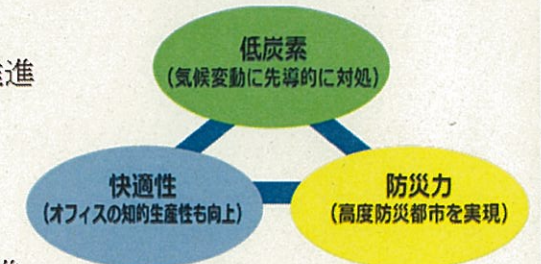 進
低炭素
(気候変動に先導的に対処)
快適性
(オフィスの知的生産性も向上)
防災力
(高度防災都市を実現)